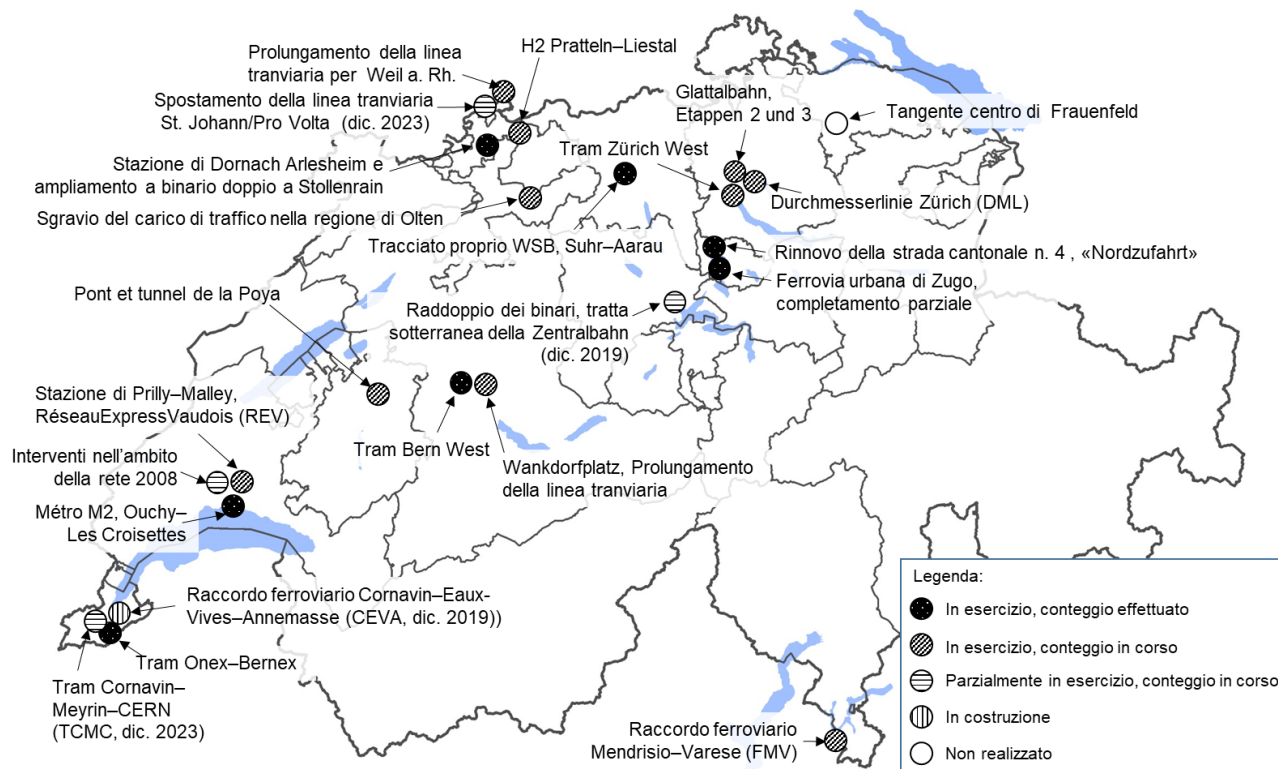 H2 Pratteln–Liestal
Prolungamento della linea
tranviaria per Weil a. Rh.
Spostamento della linea tranviaria
St. Johann/Pro Volta (dic. 2023)
Glattalbahn,
Etappen 2 und 3
Tangente centro di Frauenfeld
Stazione di Dornach Arlesheim e
ampliamento a binario doppio a Stollenrain
Tram Zürich West
Durchmesserlinie Zürich (DML)
Sgravio del carico di traffico nella regione di Olten
Tracciato proprio WSB, Suhr–Aarau
Rinnovo della strada cantonale n. 4 , «Nordzufahrt»
Ferrovia urbana di Zugo,
completamento parziale
Pont et tunnel de la Poya
Raddoppio dei binari, tratta
sotterranea della Zentralbahn
(dic. 2019)
Stazione di Prilly–Malley,
RéseauExpressVaudois (REV)
Tram Bern West
Wankdorfplatz, Prolungamento
della linea tranviaria
Interventi nell'ambito
della rete 2008
Métro M2, Ouchy–
Les Croisettes
Raccordo ferroviario Cornavin–Eaux-
Vives–Annemasse (CEVA, dic. 2019))
Tram Onex–Bernex
Tram Cornavin–
Meyrin–CERN
(TCMC, dic. 2023)
Raccordo ferroviario
Mendrisio–Varese (FMV)
Legenda:
In esercizio, conteggio effettuato
In esercizio, conteggio in corso
Parzialmente in esercizio, conteggio in corso
In costruzione
Non realizzato